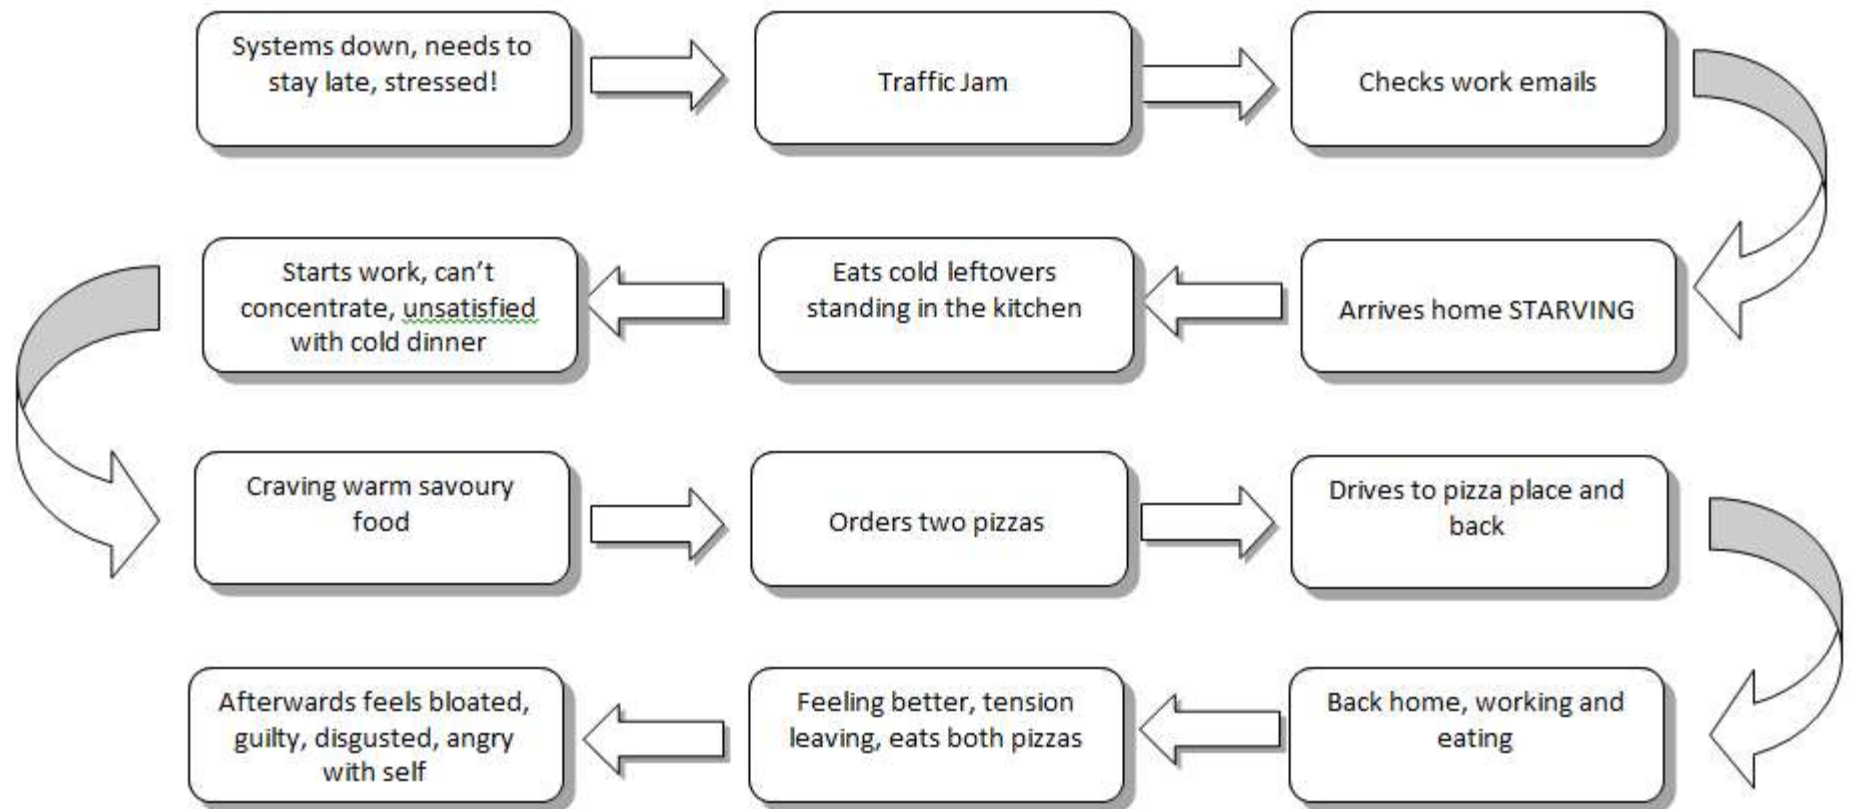 Systems down, needs to
stay late, stressed!
Traffic Jam
Checks work emails
Arrives home STARVING
Eats cold leftovers
standing in the kitchen
Starts work, can't
concentrate, unsatisfied
with cold dinner
Craving warm savoury
food
Orders two pizzas
Drives to pizza place and
back
Back home, working and
eating
Feeling better, tension
leaving, eats both pizzas
Afterwards feels bloated,
guilty, disgusted, angry
with self